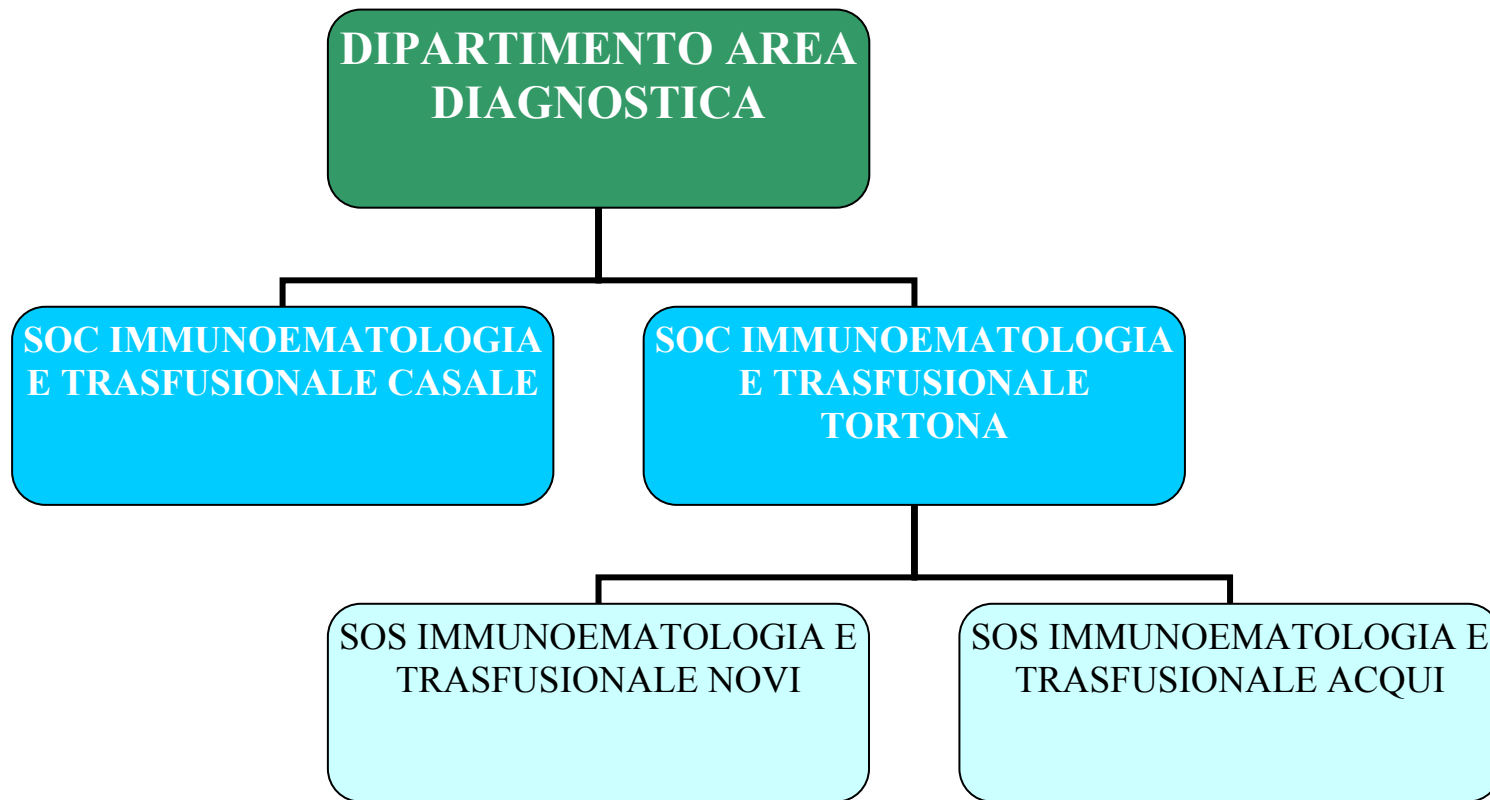 DIPARTIMENTO AREA
DIAGNOSTICA
SOC IMMUNOEMATOLOGIA
E TRASFUSIONALE CASALE
SOC IMMUNOEMATOLOGIA
E TRASFUSIONALE
TORTONA
SOS IMMUNOEMATOLOGIA E
TRASFUSIONALE NOVI
SOS IMMUNOEMATOLOGIA E
TRASFUSIONALE ACQUI